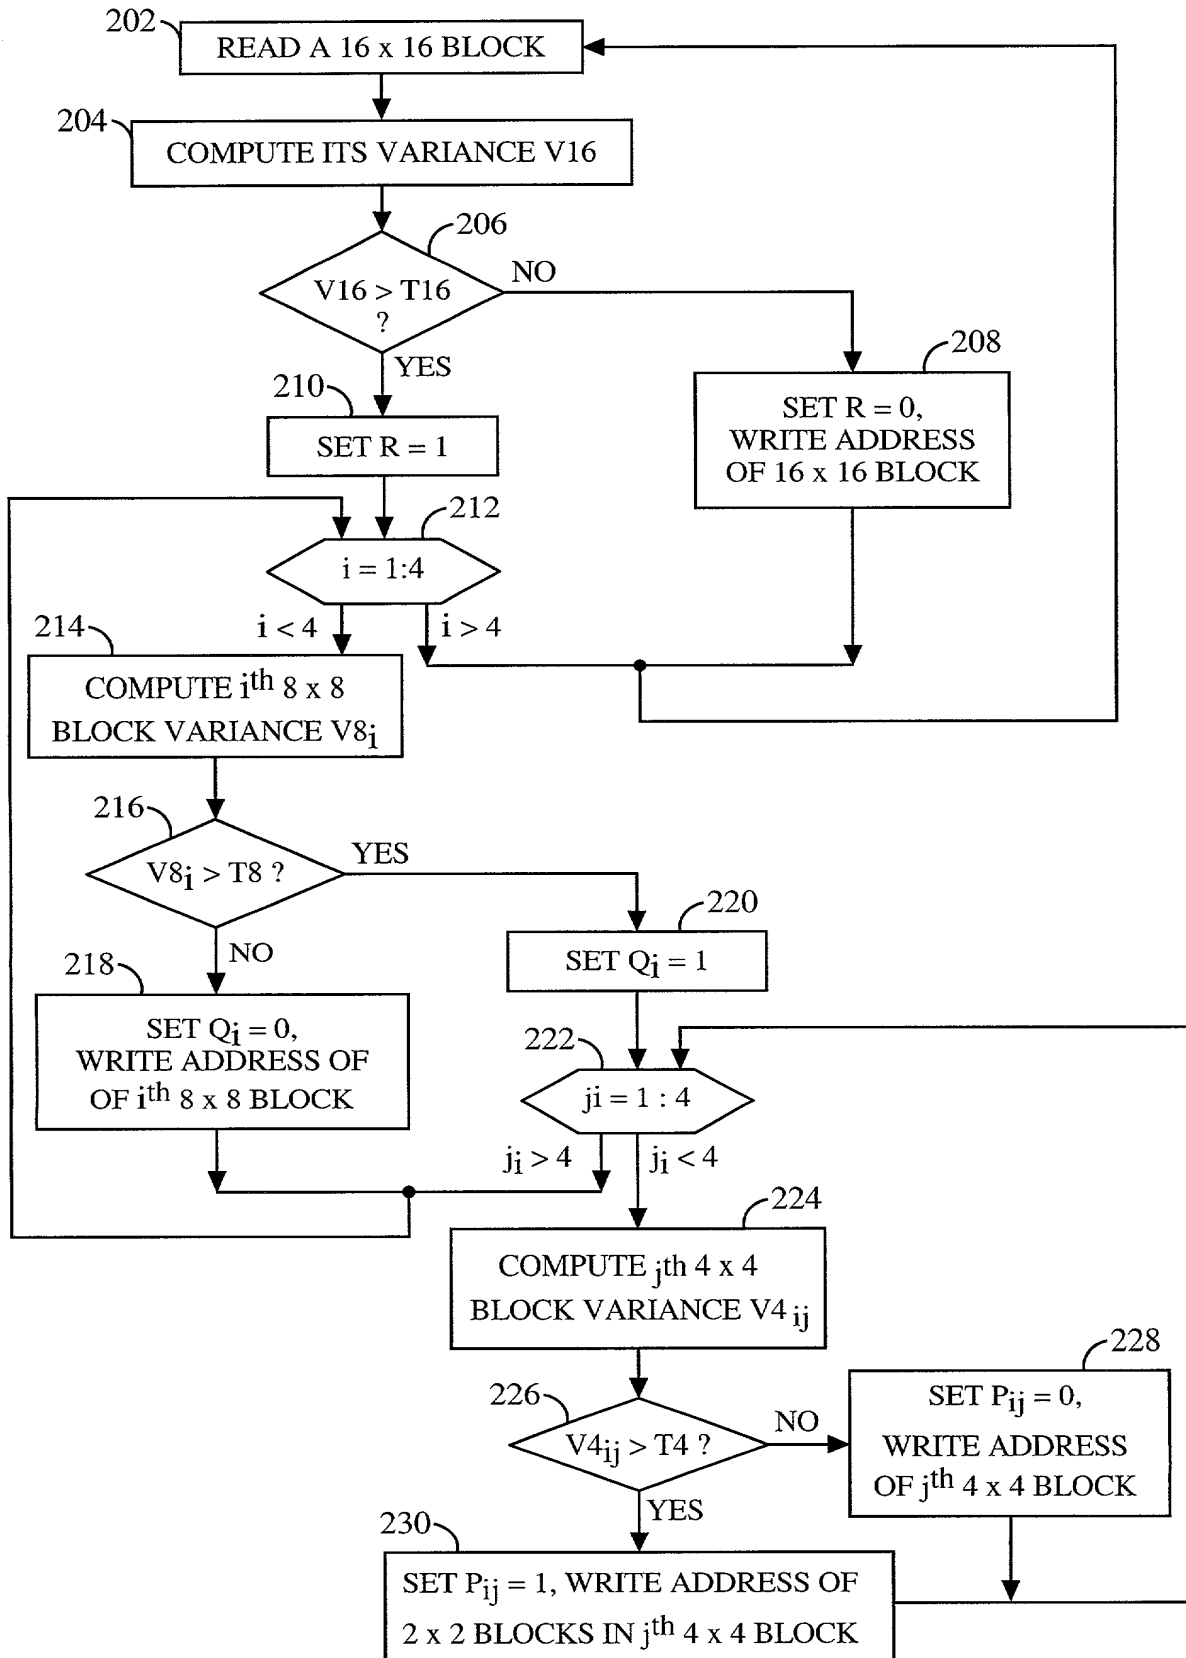 202
READ A 16 x 16 BLOCK
204
COMPUTE ITS VARIANCE V16
206
V16 > T16
?
NO
YES
208
SET R = 0,
WRITE ADDRESS
OF 16 x 16 BLOCK
210
SET R = 1
212
i = 1:4
i < 4
i > 4
214
COMPUTE ith 8 x 8
BLOCK VARIANCE V8i
216
V8i > T8 ?
YES
NO
218
SET Qi = 0,
WRITE ADDRESS OF
OF ith 8 x 8 BLOCK
220
SET Qi = 1
222
ji = 1 : 4
ji > 4
ji < 4
224
COMPUTE jth 4 x 4
BLOCK VARIANCE V4 ij
226
V4ij > T4 ?
NO
YES
228
SET Pij = 0,
WRITE ADDRESS
OF jth 4 x 4 BLOCK
230
SET Pij = 1, WRITE ADDRESS OF
2 x 2 BLOCKS IN jth 4 x 4 BLOCK